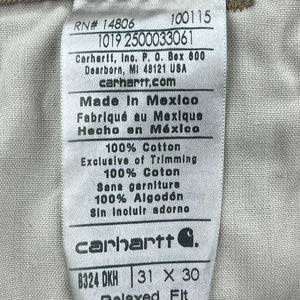 RN# 14806 100115
1019 2500033061
Carhartt, Inc. P. O. Box 600
Dearborn, MI 48121 USA
carhartt.com
Made in Mexico
Fabriqué au Mexique
Hecho en México
100% Cotton
Exclusive of Trimming
100% Coton
Sans garniture
100% Algodón
Sin incluir adorno
carhartt
B324 DKH 31 X 30
Relaxed Fit